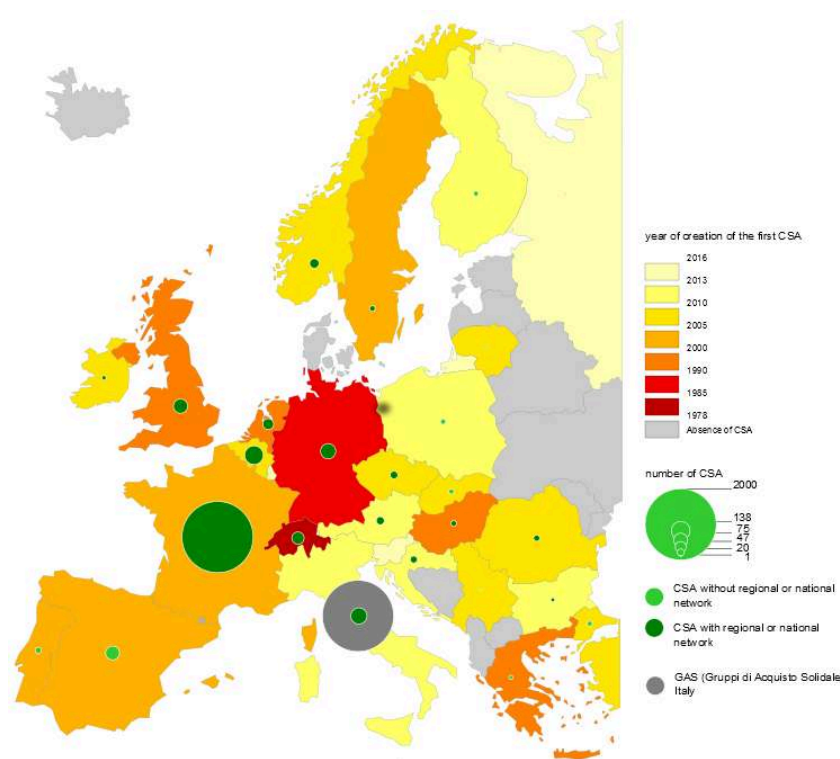 year of creation of the first CSA
2016
2013
2010
2005
2000
1990
1985
1978
Absence of CSA
number of CSA
2000
138
75
47
20
1
CSA without regional or national
network
CSA with regional or national
network
GAS (Gruppi di Acquisto Solidale
Italy